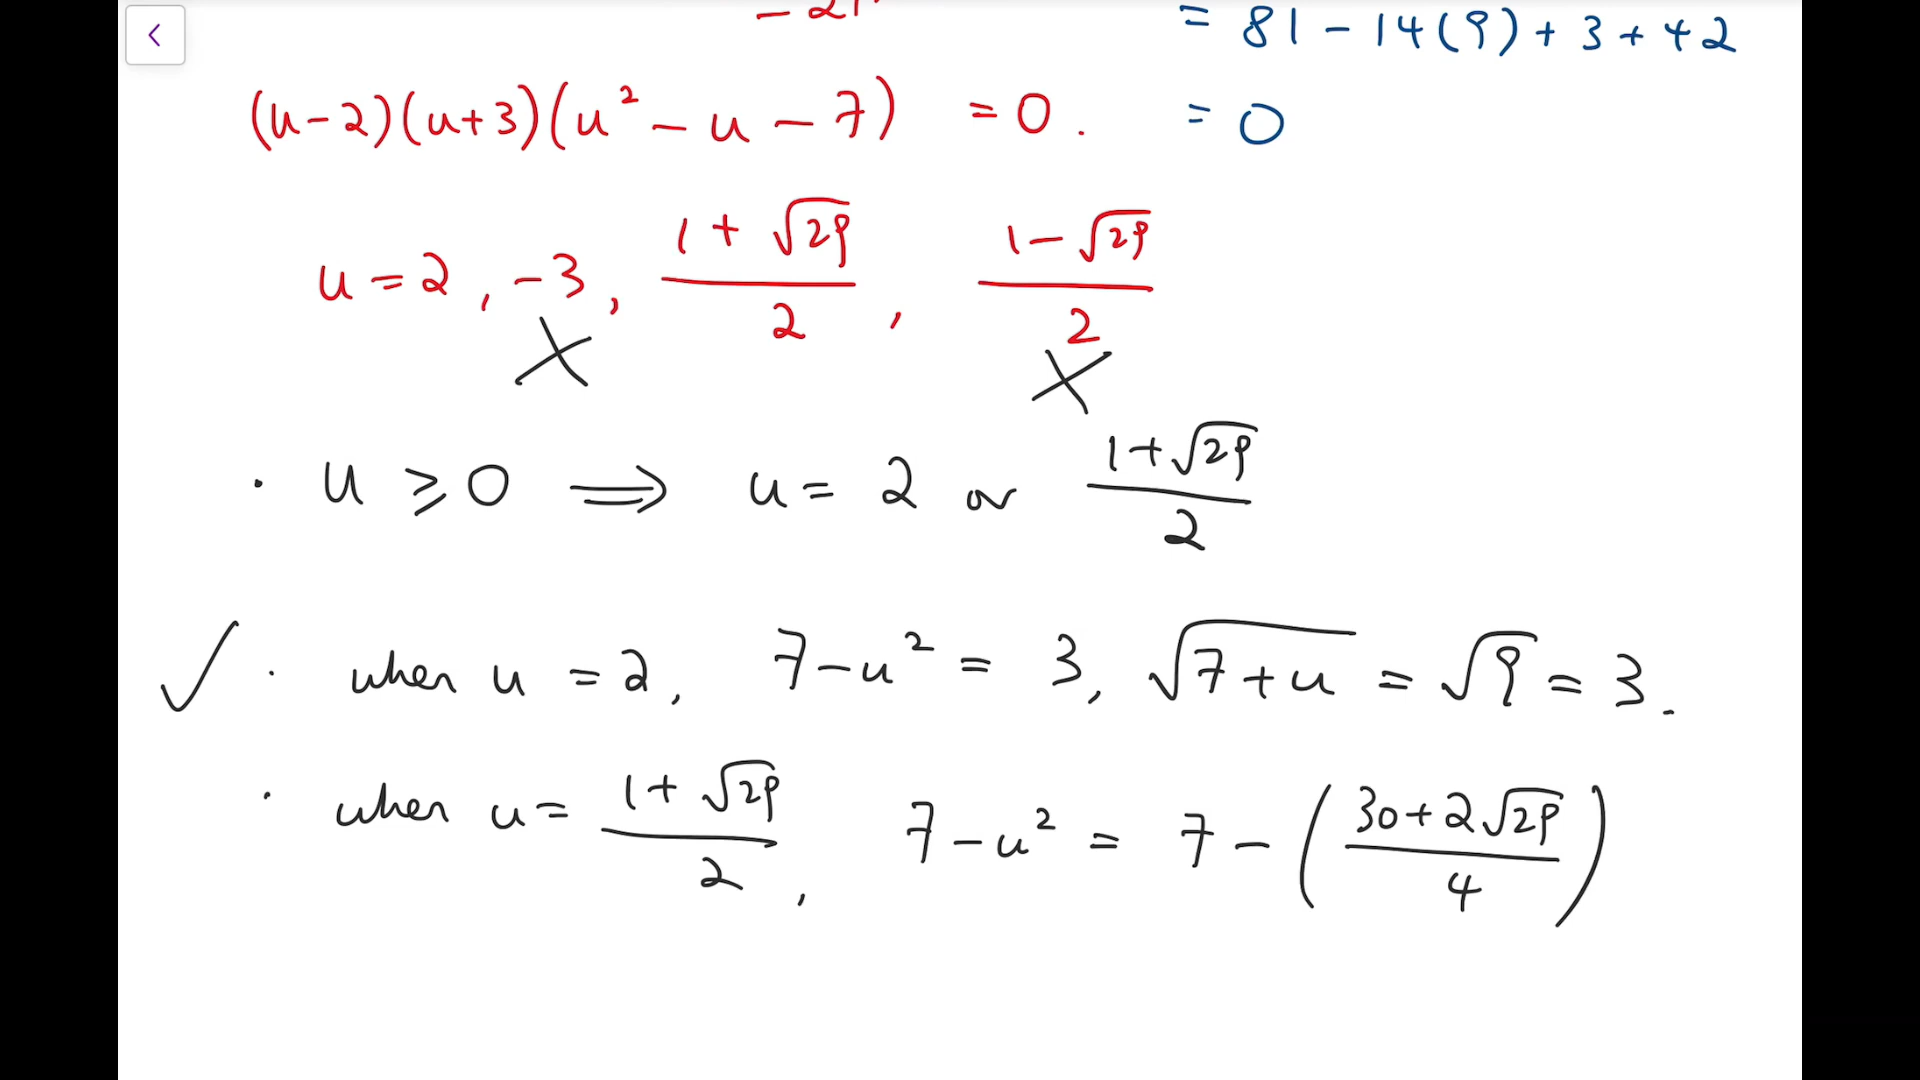 = 81 - 14(9) + 3 + 42
(u-2)(u+3)(u² - u - 7) = 0. = 0
u = 2, -3, (1 + √29)/2, (1 - √29)/2
X X
· u ⩾ 0 ⟹ u = 2 or (1 + √29)/2
✓ · when u = 2, 7 - u² = 3, √(7+u) = √9 = 3.
· when u = (1 + √29)/2, 7 - u² = 7 - ((30 + 2√29)/4)